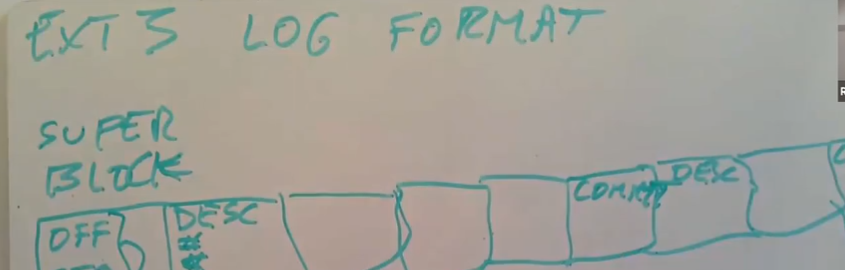 EXT3 LOG FORMAT
SUPER
BLOCK
OFF
DESC
#
#
COMMIT
DESC
R